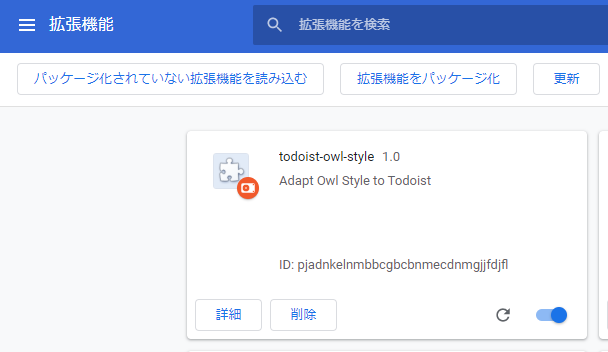 拡張機能
拡張機能を検索
パッケージ化されていない拡張機能を読み込む
拡張機能をパッケージ化
更新
todoist-owl-style 1.0
Adapt Owl Style to Todoist
ID: pjadnkelnmbbcgbcbnmecdnmgjjfdjfl
詳細
削除